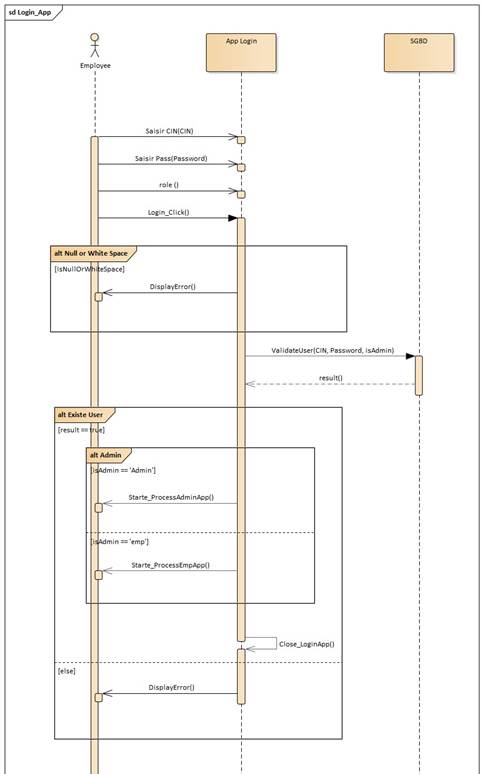 sd Login_App
Employee
App Login
SGBD
Saisir CIN(CIN)
Saisir Pass(Password)
role ()
Login_Click()
alt Null or White Space
[IsNullOrWhiteSpace]
DisplayError()
ValidateUser(CIN, Password, isAdmin)
result()
alt Existe User
[result == true]
alt Admin
[isAdmin == 'Admin']
Starte_ProcessAdminApp()
[isAdmin == 'emp']
Starte_ProcessEmpApp()
Close_LoginApp()
[else]
DisplayError()